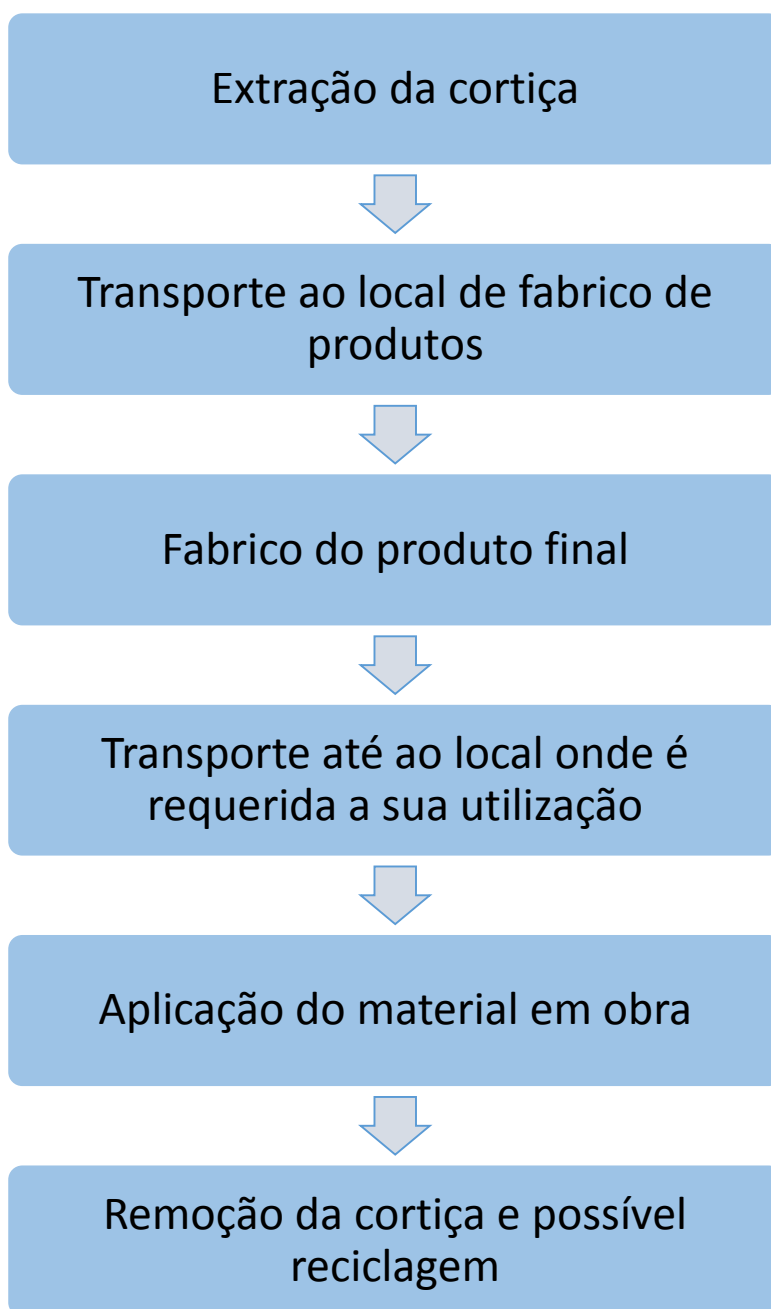 Extração da cortiça
Transporte ao local de fabrico de
produtos
Fabrico do produto final
Transporte até ao local onde é
requerida a sua utilização
Aplicação do material em obra
Remoção da cortiça e possível
reciclagem